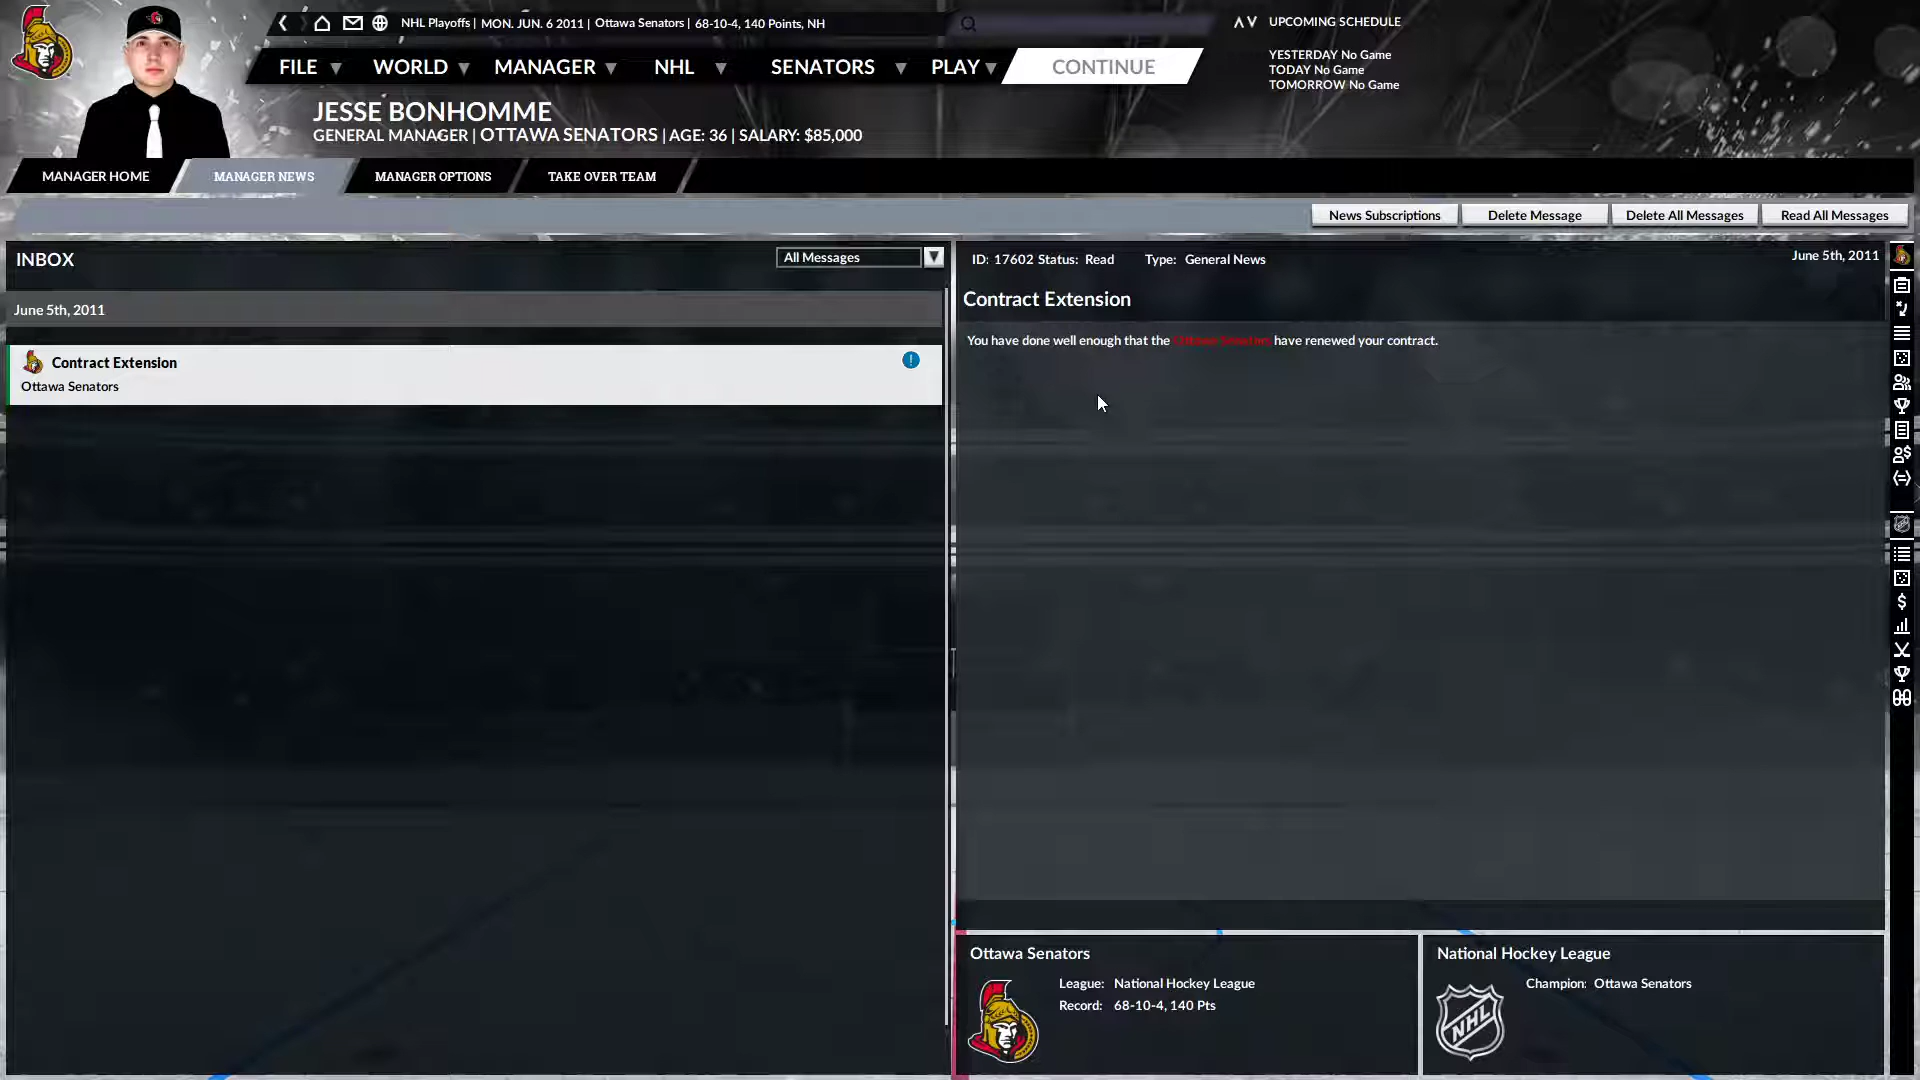 NHL Playoffs | MON. JUN. 6 2011 | Ottawa Senators | 68-10-4, 140 Points, NH
UPCOMING SCHEDULE
YESTERDAY No Game
TODAY No Game
TOMORROW No Game
FILE WORLD MANAGER NHL SENATORS PLAY CONTINUE
JESSE BONHOMME
GENERAL MANAGER | OTTAWA SENATORS | AGE: 36 | SALARY: $85,000
MANAGER HOME MANAGER NEWS MANAGER OPTIONS TAKE OVER TEAM
News Subscriptions Delete Message Delete All Messages Read All Messages
INBOX All Messages
June 5th, 2011
Contract Extension
Ottawa Senators
ID: 17602 Status: Read Type: General News June 5th, 2011
Contract Extension
You have done well enough that the Ottawa Senators have renewed your contract.
Ottawa Senators
League: National Hockey League
Record: 68-10-4, 140 Pts
National Hockey League
Champion: Ottawa Senators
NHL